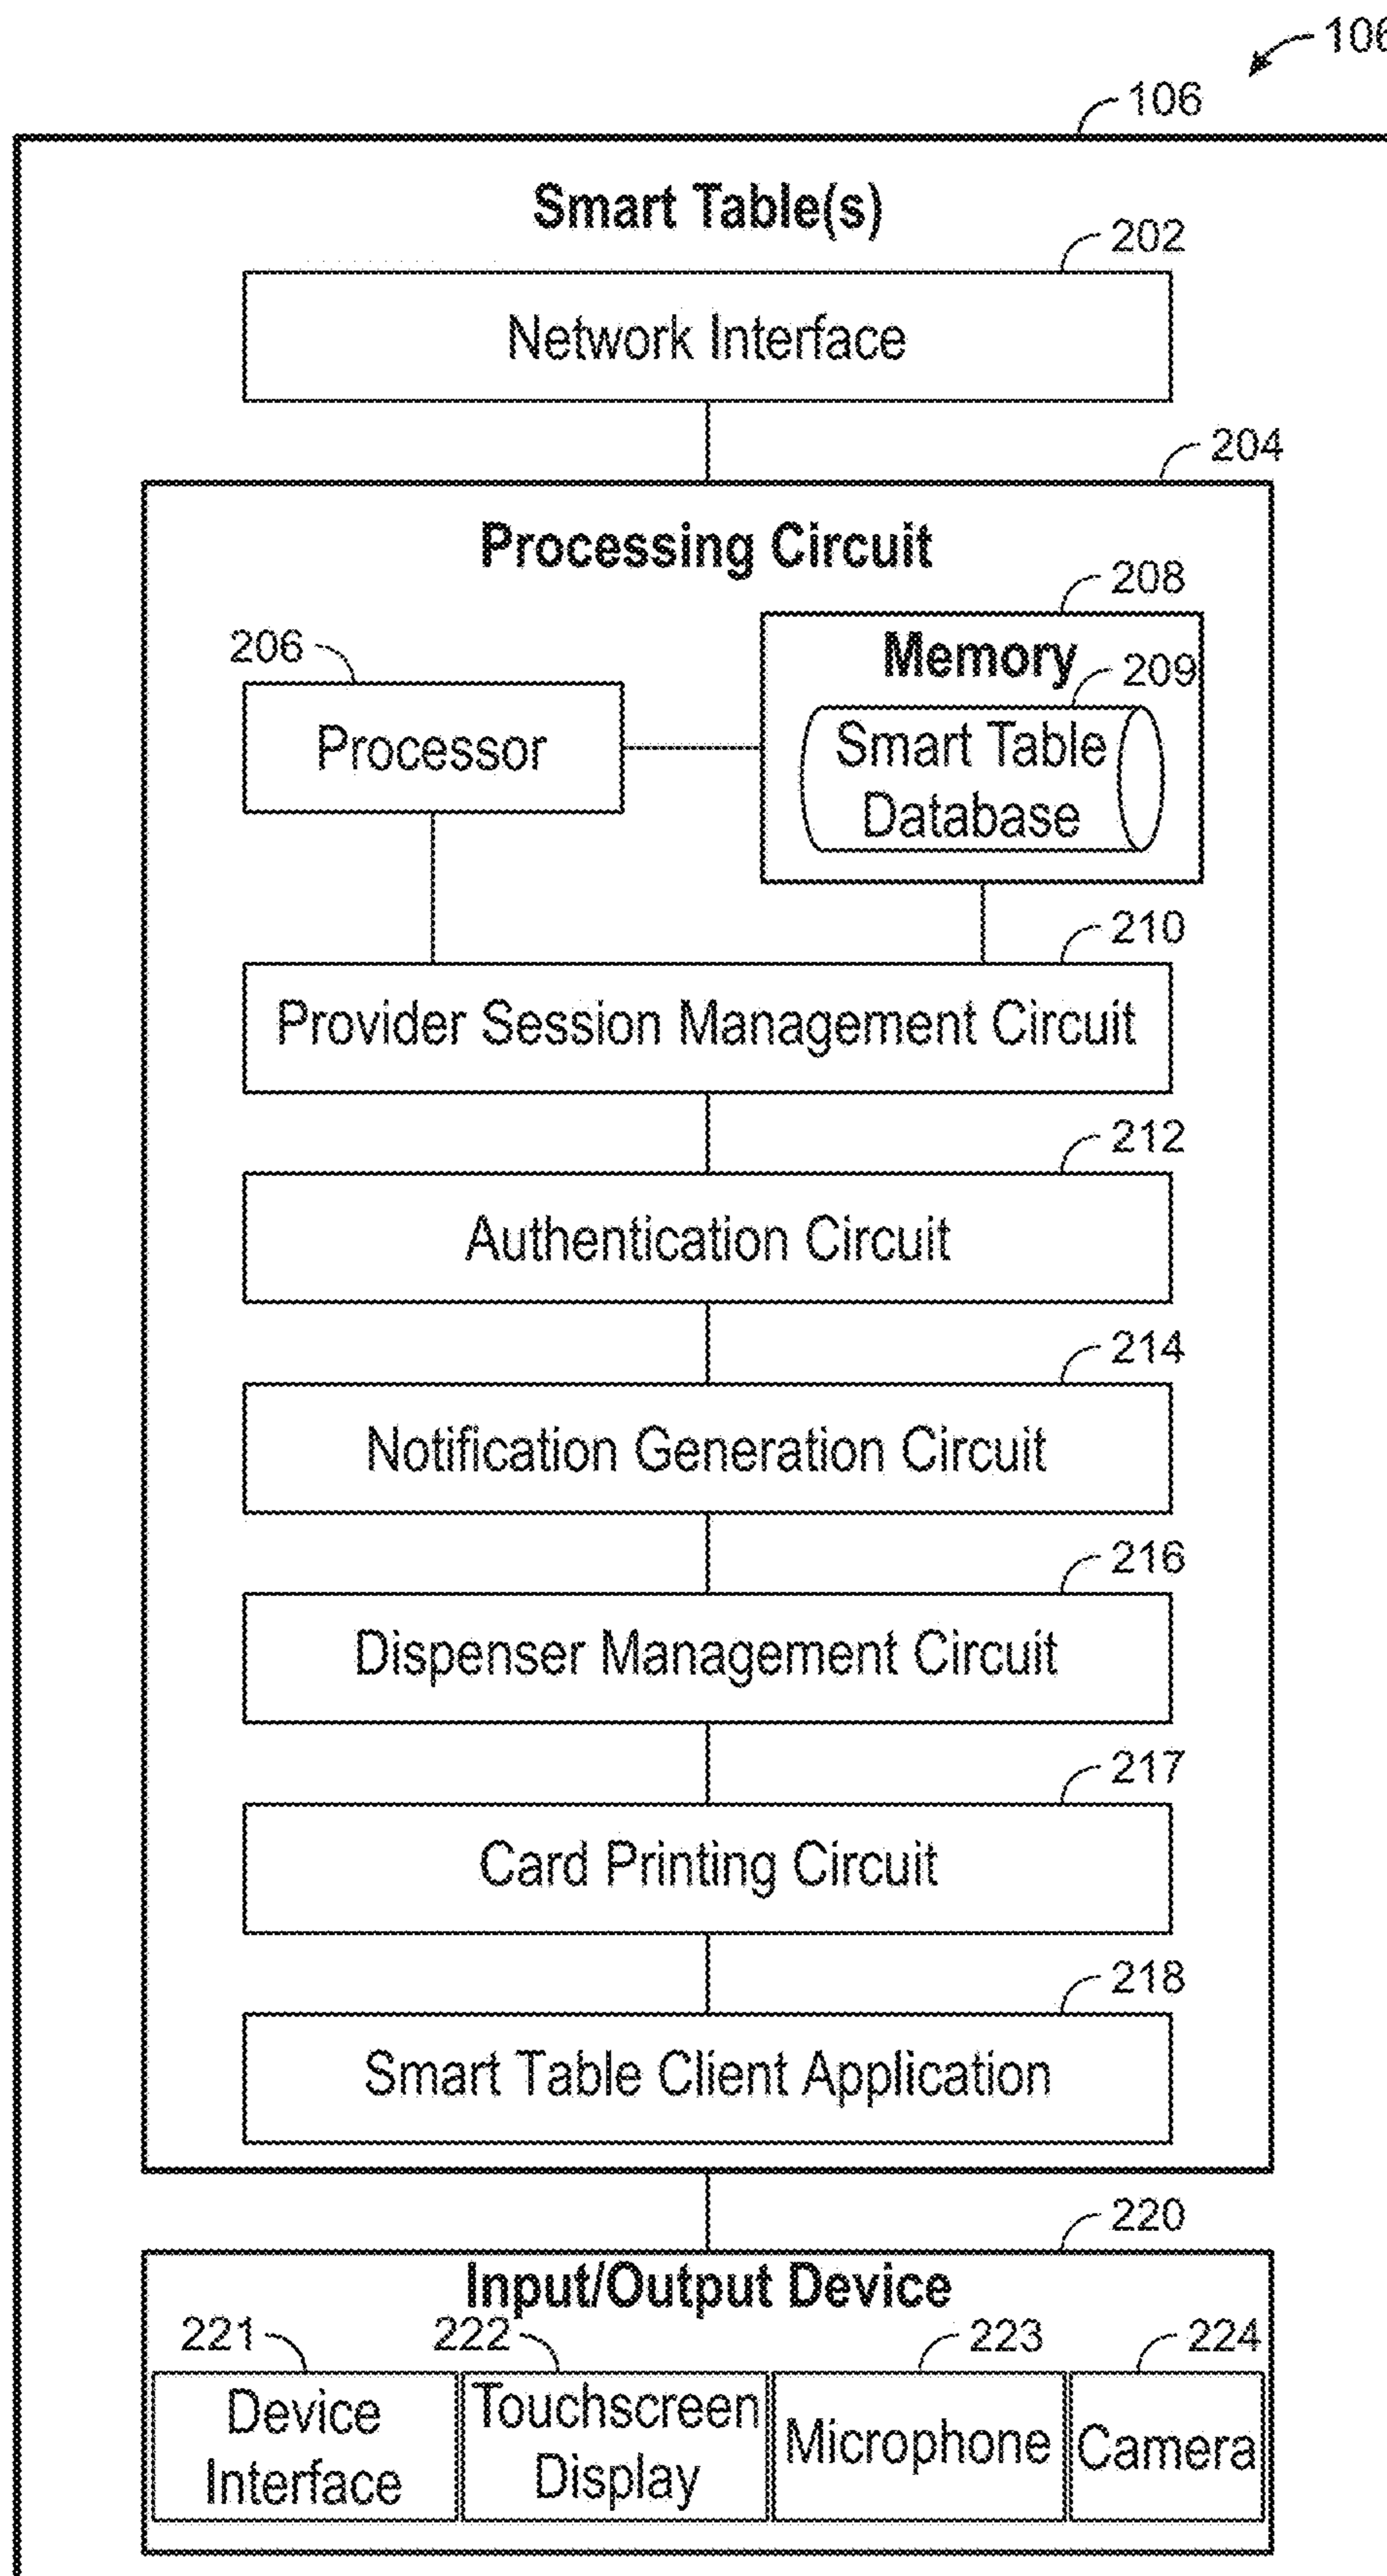 106
106
Smart Table(s)
202
Network Interface
204
Processing Circuit
208
206
Memory
209
Processor
Smart Table
Database
210
Provider Session Management Circuit
212
Authentication Circuit
214
Notification Generation Circuit
216
Dispenser Management Circuit
217
Card Printing Circuit
218
Smart Table Client Application
220
Input/Output Device
221
222
223
224
Device
Interface
Touchscreen
Display
Microphone
Camera